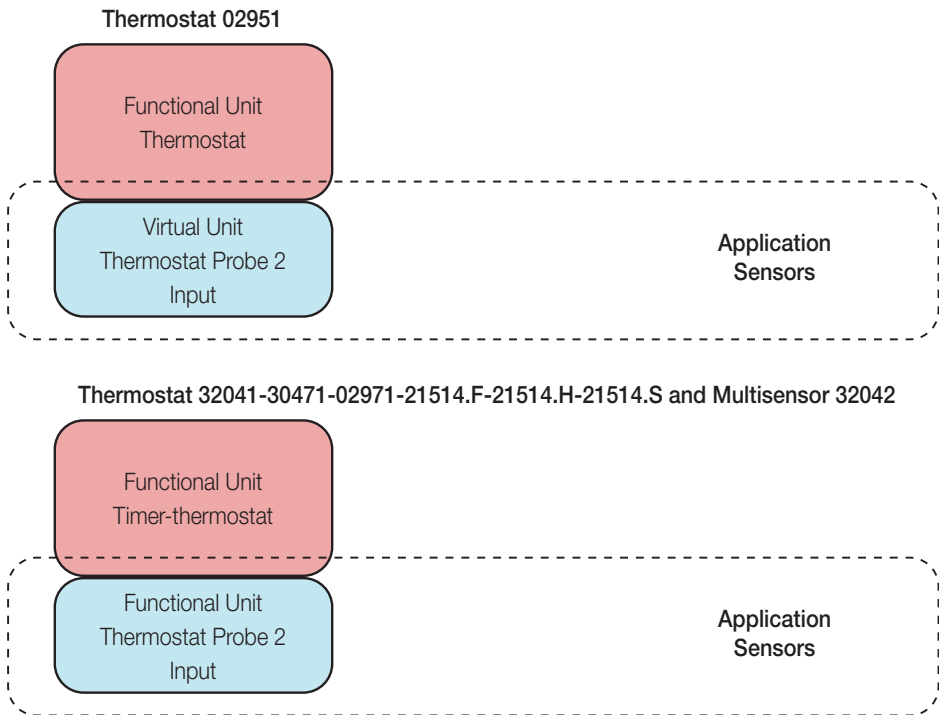 Thermostat 02951
Functional Unit
Thermostat
Virtual Unit
Thermostat Probe 2
Input
Application
Sensors
Thermostat 32041-30471-02971-21514.F-21514.H-21514.S and Multisensor 32042
Functional Unit
Timer-thermostat
Functional Unit
Thermostat Probe 2
Input
Application
Sensors